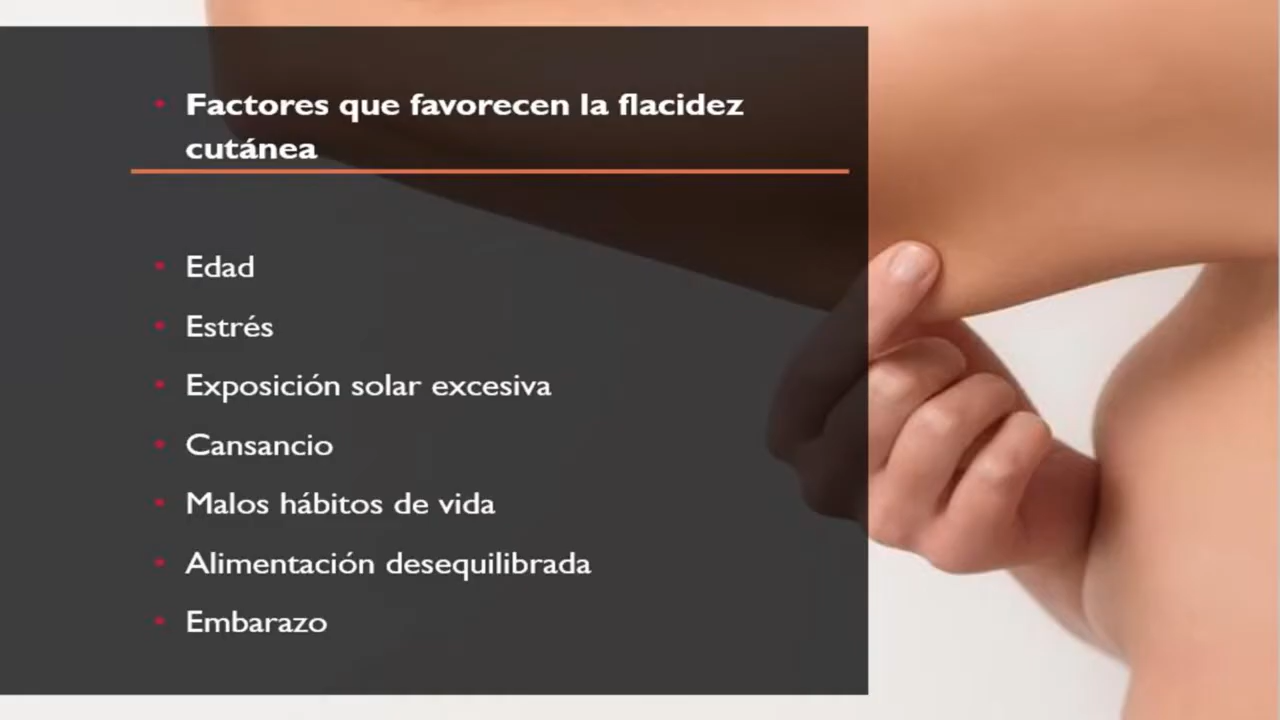 • Factores que favorecen la flacidez
cutánea
• Edad
• Estrés
• Exposición solar excesiva
• Cansancio
• Malos hábitos de vida
• Alimentación desequilibrada
• Embarazo